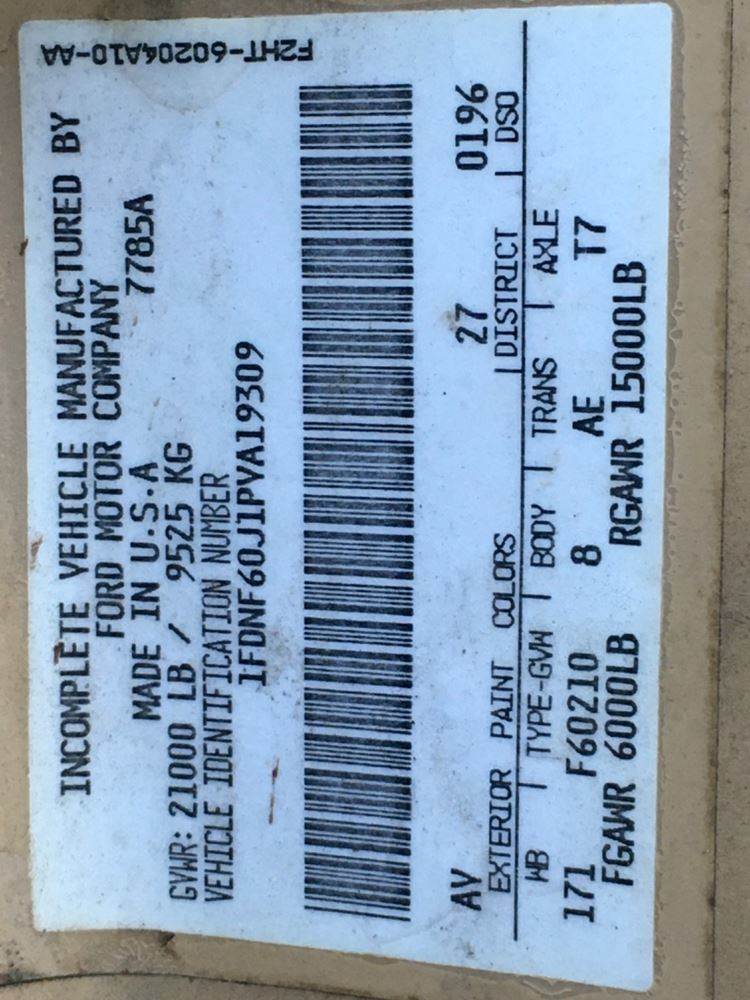 INCOMPLETE VEHICLE MANUFACTURED BY
FORD MOTOR COMPANY
MADE IN U.S.A 7785A
GVWR: 21000 LB / 9525 KG
VEHICLE IDENTIFICATION NUMBER
1FDNF60J1PVA19309
F2HT-60204A10-AA
AV 27 0196
EXTERIOR PAINT COLORS DISTRICT DSO
WB TYPE-GVW BODY TRANS AXLE
171 F60210 8 AE T7
FGAWR 6000LB RGAWR 15000LB